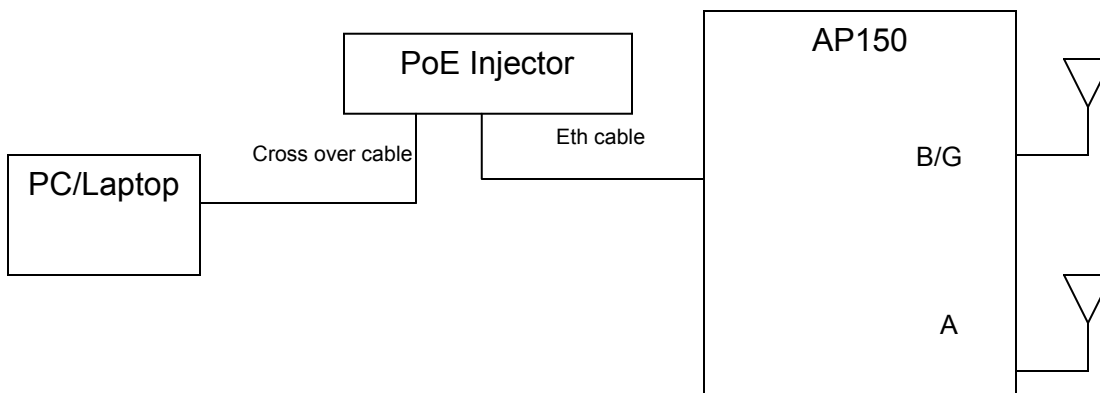 AP150
PoE Injector
Eth cable
Cross over cable
B/G
PC/Laptop
A